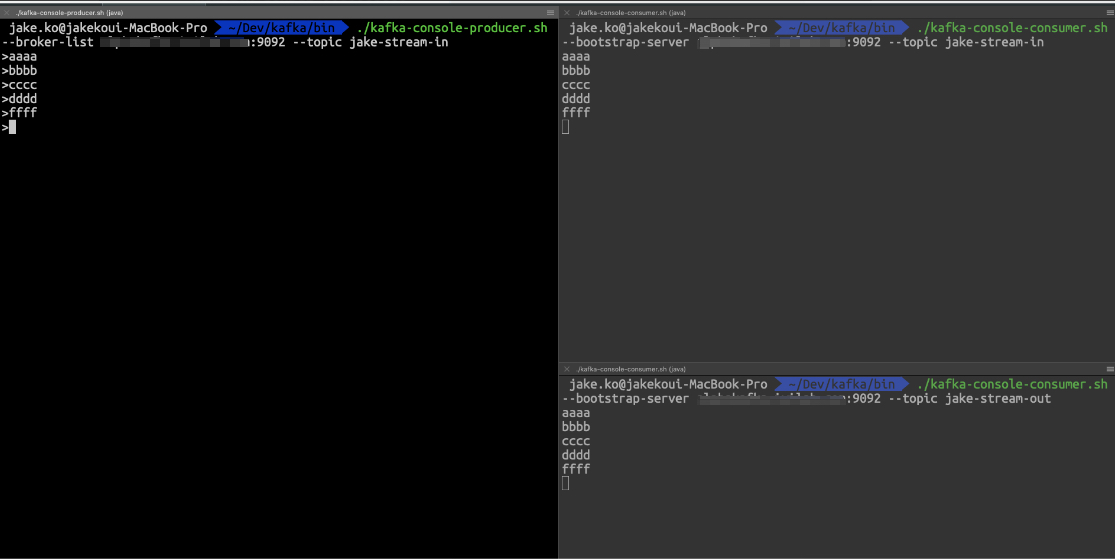 ./kafka-console-producer.sh (java)
jake.ko@jakekoui-MacBook-Pro ~/Dev/kafka/bin ./kafka-console-producer.sh
--broker-list :9092 --topic jake-stream-in
>aaaa
>bbbb
>cccc
>dddd
>ffff
>
./kafka-console-consumer.sh (java)
jake.ko@jakekoui-MacBook-Pro ~/Dev/kafka/bin ./kafka-console-consumer.sh
--bootstrap-server :9092 --topic jake-stream-in
aaaa
bbbb
cccc
dddd
ffff
./kafka-console-consumer.sh (java)
jake.ko@jakekoui-MacBook-Pro ~/Dev/kafka/bin ./kafka-console-consumer.sh
--bootstrap-server :9092 --topic jake-stream-out
aaaa
bbbb
cccc
dddd
ffff